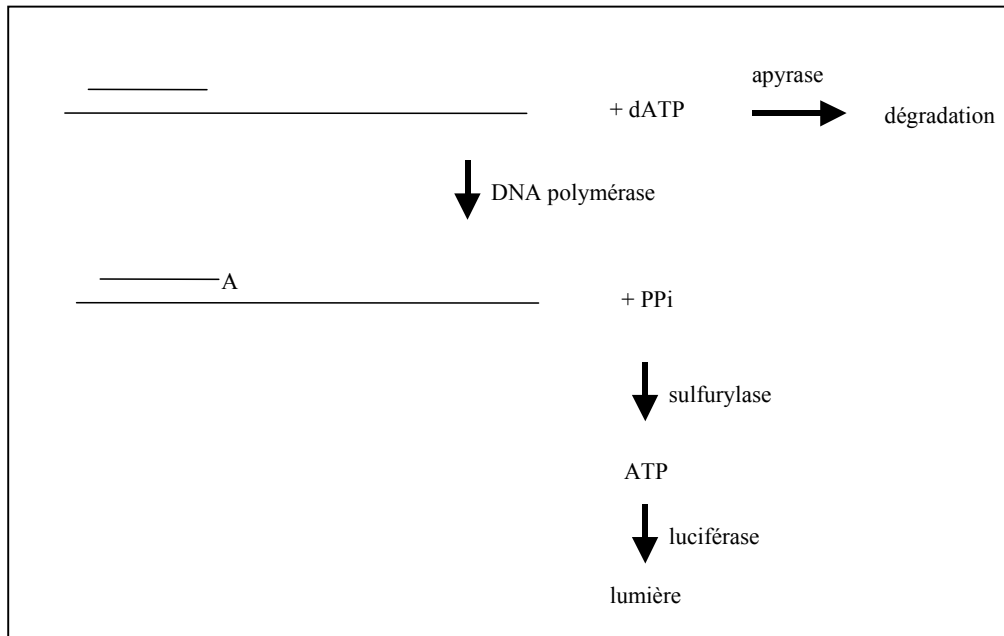 apyrase
+ dATP
dégradation
DNA polymérase
A
+ PPi
sulfurylase
ATP
luciférase
lumière